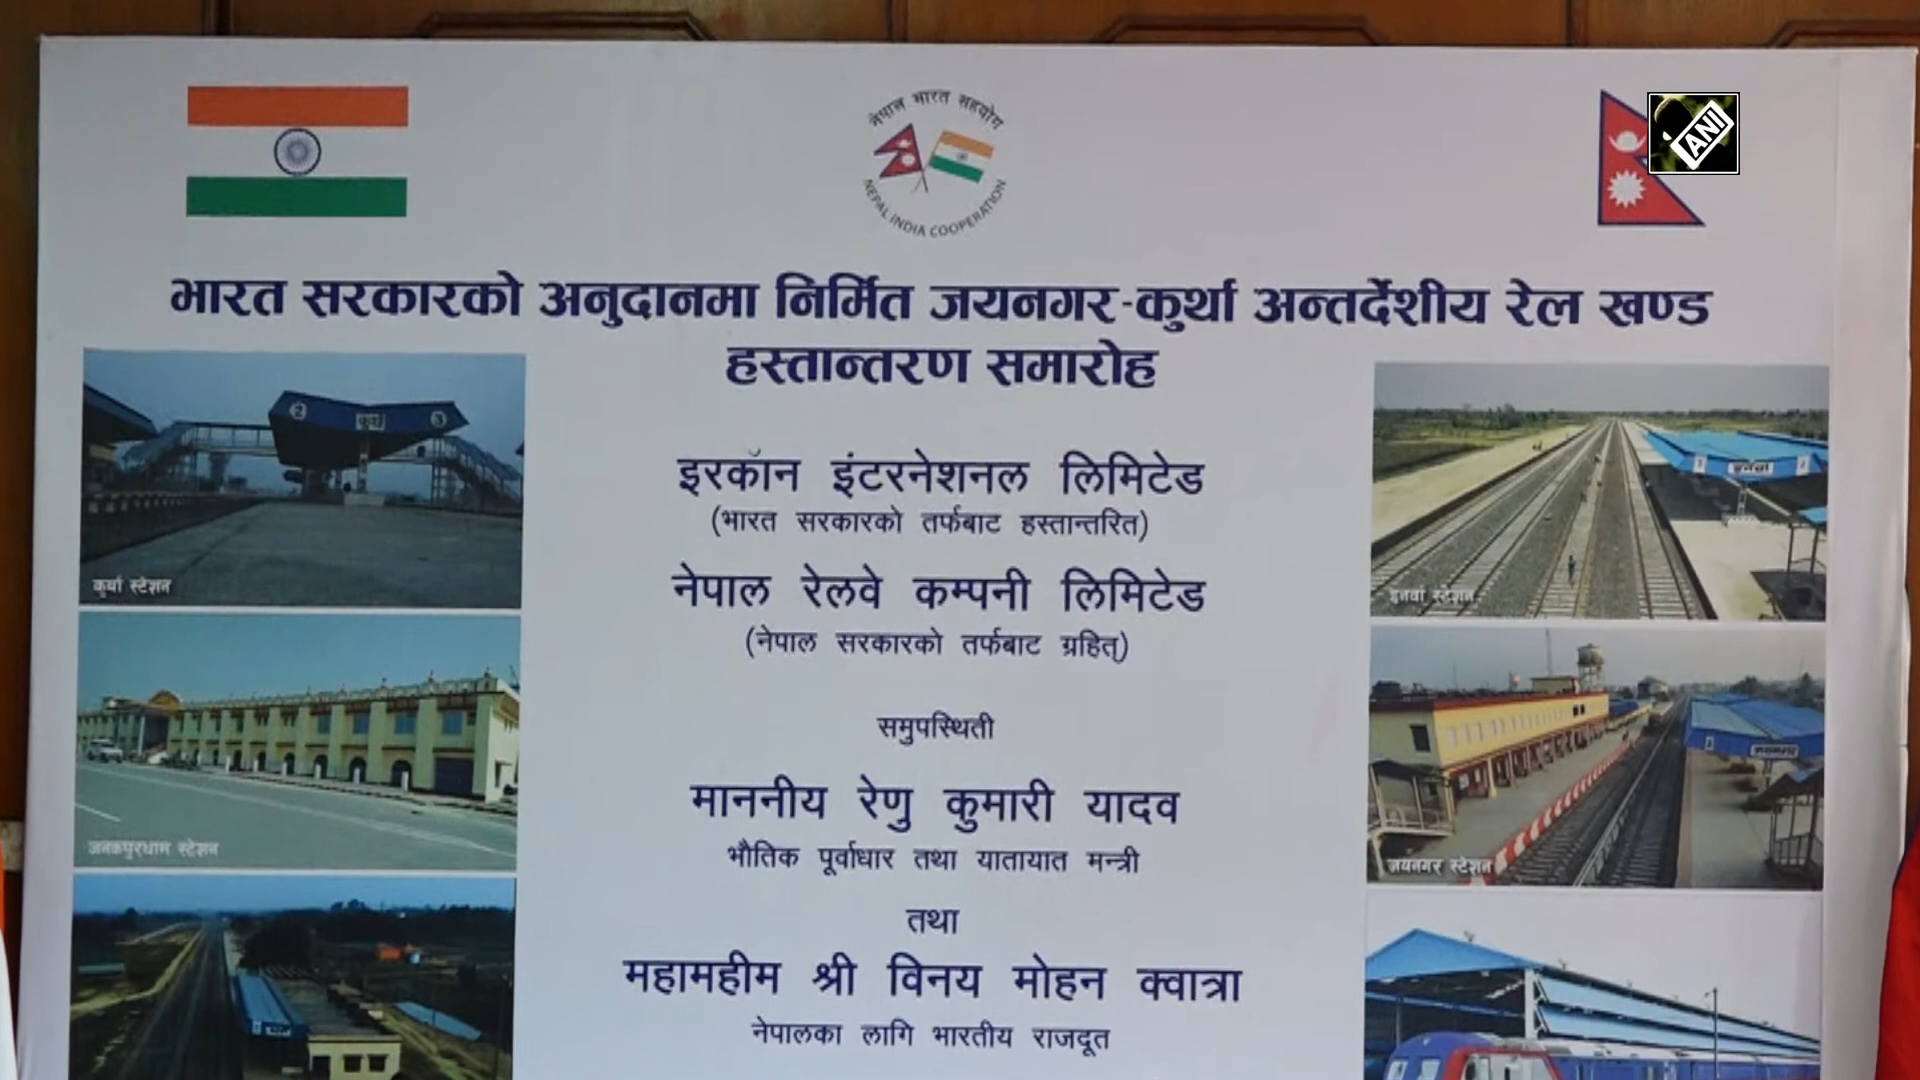 नेपाल भारत सहयोग
NEPAL INDIA COOPERATION
ANI
भारत सरकारको अनुदानमा निर्मित जयनगर-कुर्था अन्तर्देशीय रेल खण्ड
हस्तान्तरण समारोह
इरकॉन इंटरनेशनल लिमिटेड
(भारत सरकारको तर्फबाट हस्तान्तरित)
नेपाल रेलवे कम्पनी लिमिटेड
(नेपाल सरकारको तर्फबाट ग्रहित्)
समुपस्थिती
माननीय रेणु कुमारी यादव
भौतिक पूर्वाधार तथा यातायात मन्त्री
तथा
महामहीम श्री विनय मोहन क्वात्रा
नेपालका लागि भारतीय राजदूत
2 कुर्था 3
कुर्था स्टेशन
जनकपुरधाम स्टेशन
इनर्वा स्टेशन
जयनगर स्टेशन